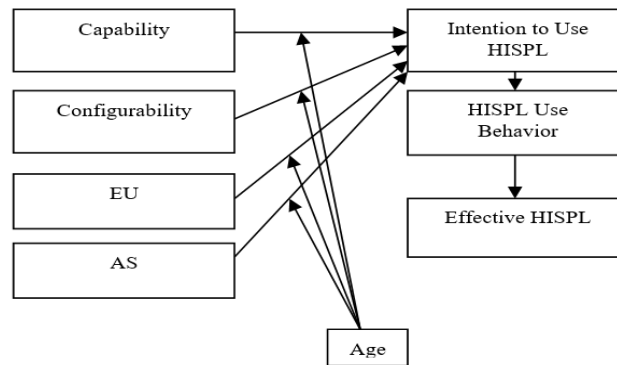 Capability
Intention to Use
HISPL
Configurability
HISPL Use
Behavior
EU
Effective HISPL
AS
Age